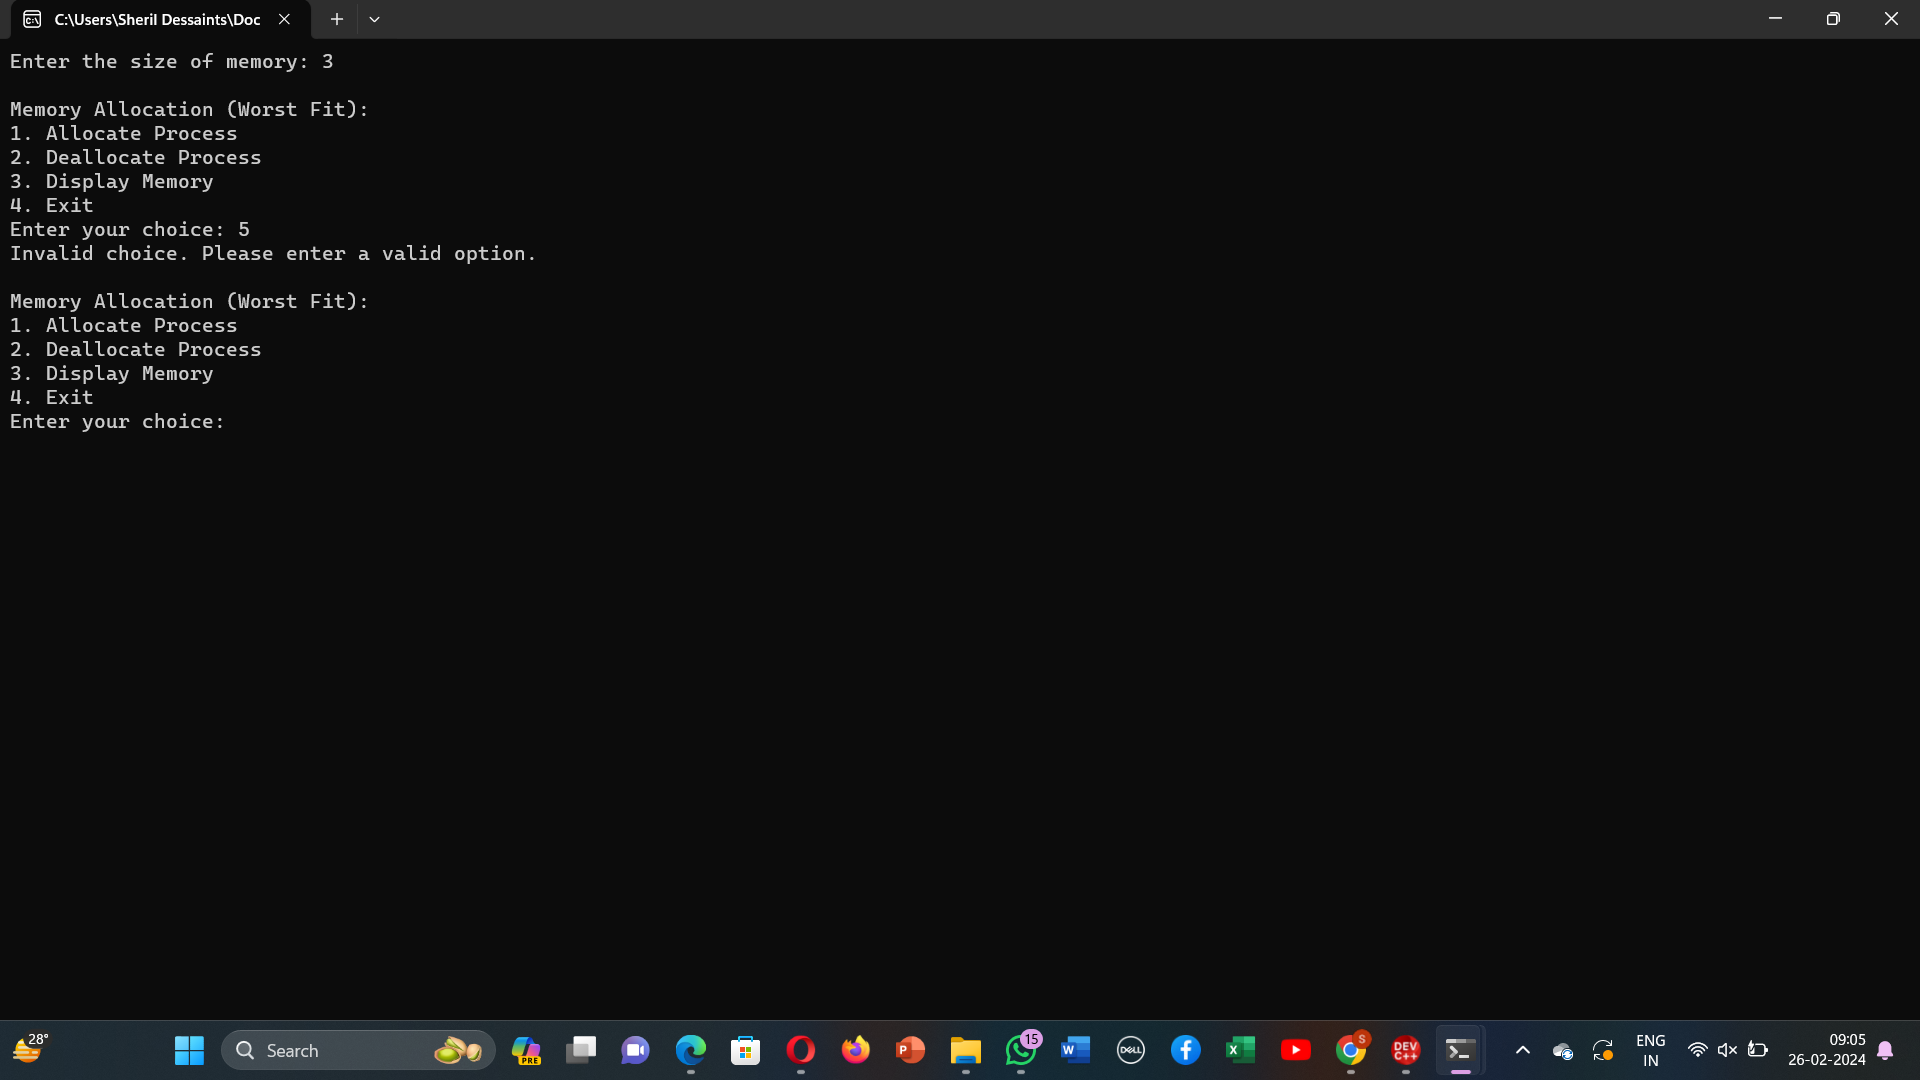 C:\Users\Sheril Dessaints\Doc
Enter the size of memory: 3
Memory Allocation (Worst Fit):
1. Allocate Process
2. Deallocate Process
3. Display Memory
4. Exit
Enter your choice: 5
Invalid choice. Please enter a valid option.
Memory Allocation (Worst Fit):
1. Allocate Process
2. Deallocate Process
3. Display Memory
4. Exit
Enter your choice:
28°
Search
PRE
P
15
W
DELL
X
S
DEV
C++
ENG
IN
09:05
26-02-2024